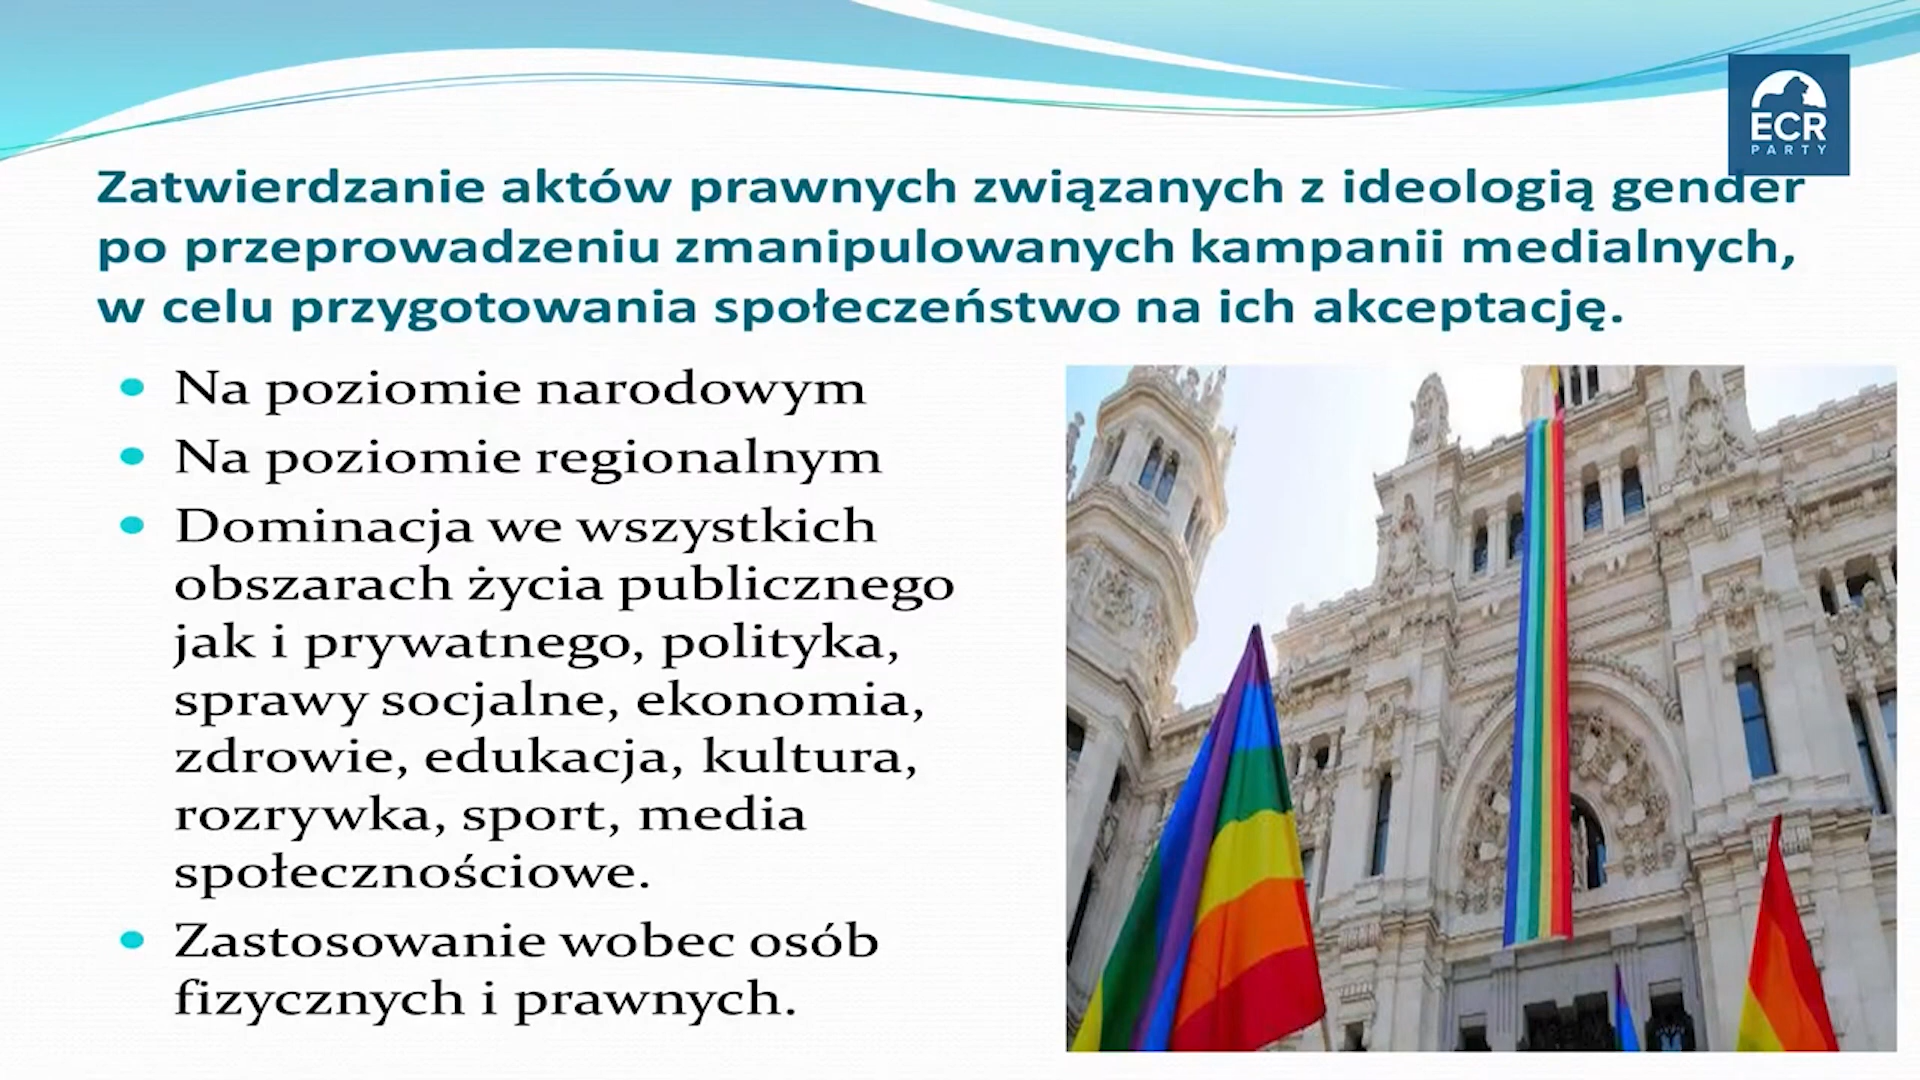 ECR
PARTY
Zatwierdzanie aktów prawnych związanych z ideologią gender
po przeprowadzeniu zmanipulowanych kampanii medialnych,
w celu przygotowania społeczeństwo na ich akceptację.
• Na poziomie narodowym
• Na poziomie regionalnym
• Dominacja we wszystkich
obszarach życia publicznego
jak i prywatnego, polityka,
sprawy socjalne, ekonomia,
zdrowie, edukacja, kultura,
rozrywka, sport, media
społecznościowe.
• Zastosowanie wobec osób
fizycznych i prawnych.